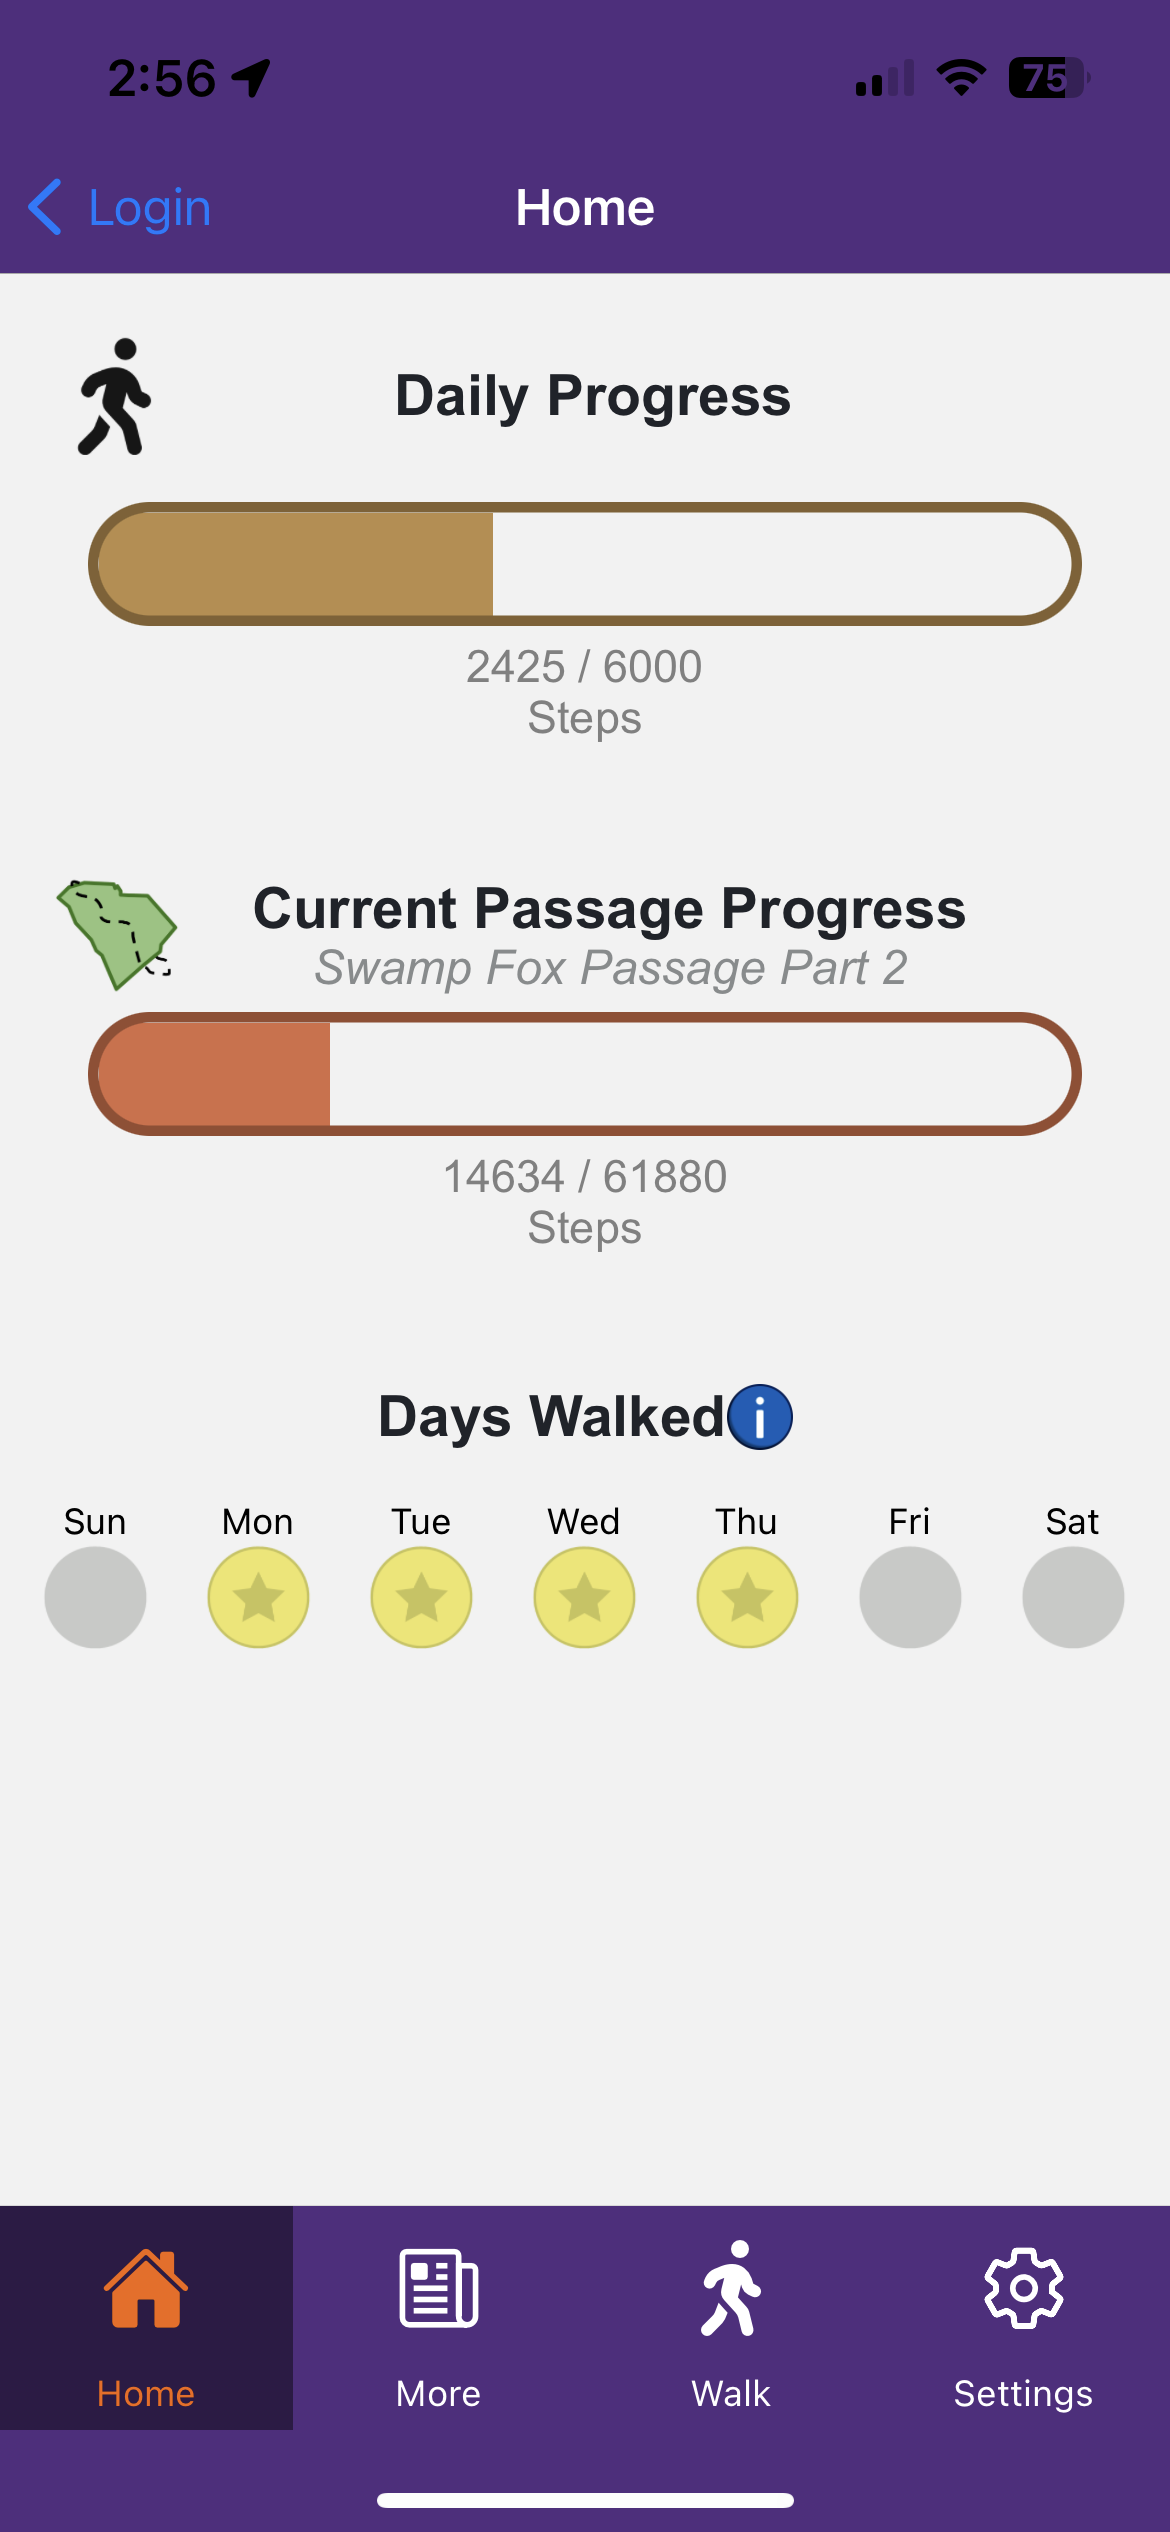 2:56
75
Login
Home
Daily Progress
2425 / 6000
Steps
Current Passage Progress
Swamp Fox Passage Part 2
14634 / 61880
Steps
Days Walked i
Sun Mon Tue Wed Thu Fri Sat
Home More Walk Settings